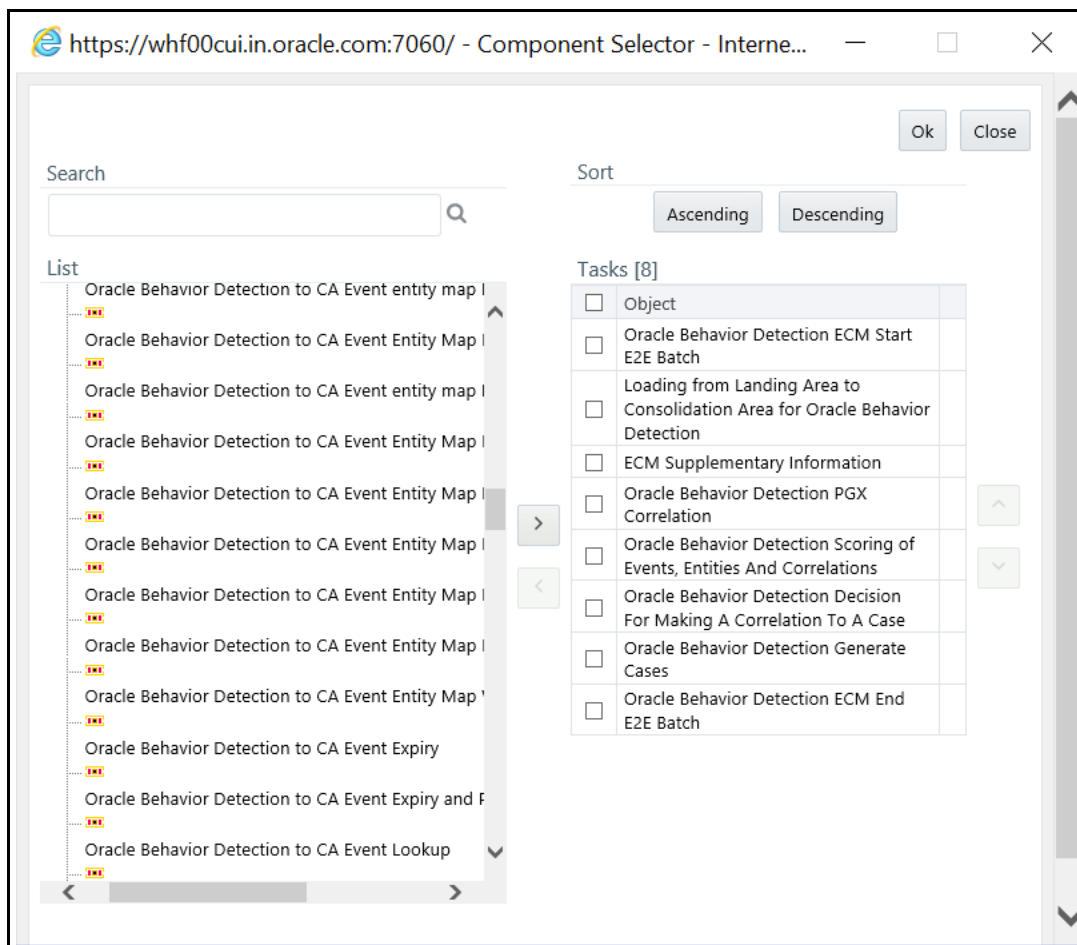 https://whf00cui.in.oracle.com:7060/ - Component Selector - Interne...
Ok
Close
Search
Sort
Ascending
Descending
List
Oracle Behavior Detection to CA Event entity map
Oracle Behavior Detection to CA Event Entity Map
Oracle Behavior Detection to CA Event entity map
Oracle Behavior Detection to CA Event Entity Map
Oracle Behavior Detection to CA Event Entity Map
Oracle Behavior Detection to CA Event Entity Map
Oracle Behavior Detection to CA Event Entity Map
Oracle Behavior Detection to CA Event Entity Map
Oracle Behavior Detection to CA Event Entity Map
Oracle Behavior Detection to CA Event Expiry
Oracle Behavior Detection to CA Event Expiry and
Oracle Behavior Detection to CA Event Lookup
Tasks [8]
Object
Oracle Behavior Detection ECM Start
E2E Batch
Loading from Landing Area to
Consolidation Area for Oracle Behavior
Detection
ECM Supplementary Information
Oracle Behavior Detection PGX
Correlation
Oracle Behavior Detection Scoring of
Events, Entities And Correlations
Oracle Behavior Detection Decision
For Making A Correlation To A Case
Oracle Behavior Detection Generate
Cases
Oracle Behavior Detection ECM End
E2E Batch